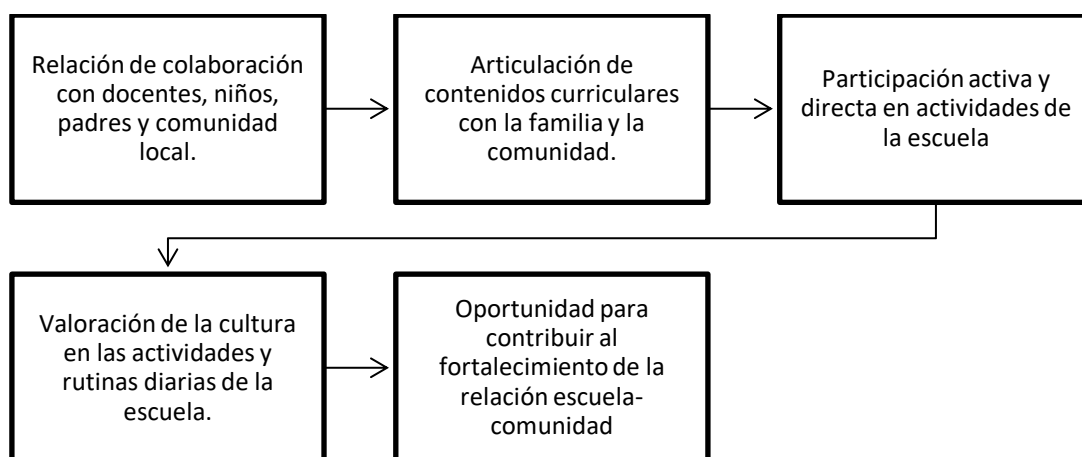 Relación de colaboración
con docentes, niños,
padres y comunidad
local.
Articulación de
contenidos curriculares
con la familia y la
comunidad.
Participación activa y
directa en actividades de
la escuela
Valoración de la cultura
en las actividades y
rutinas diarias de la
escuela.
Oportunidad para
contribuir al
fortalecimiento de la
relación escuela-
comunidad